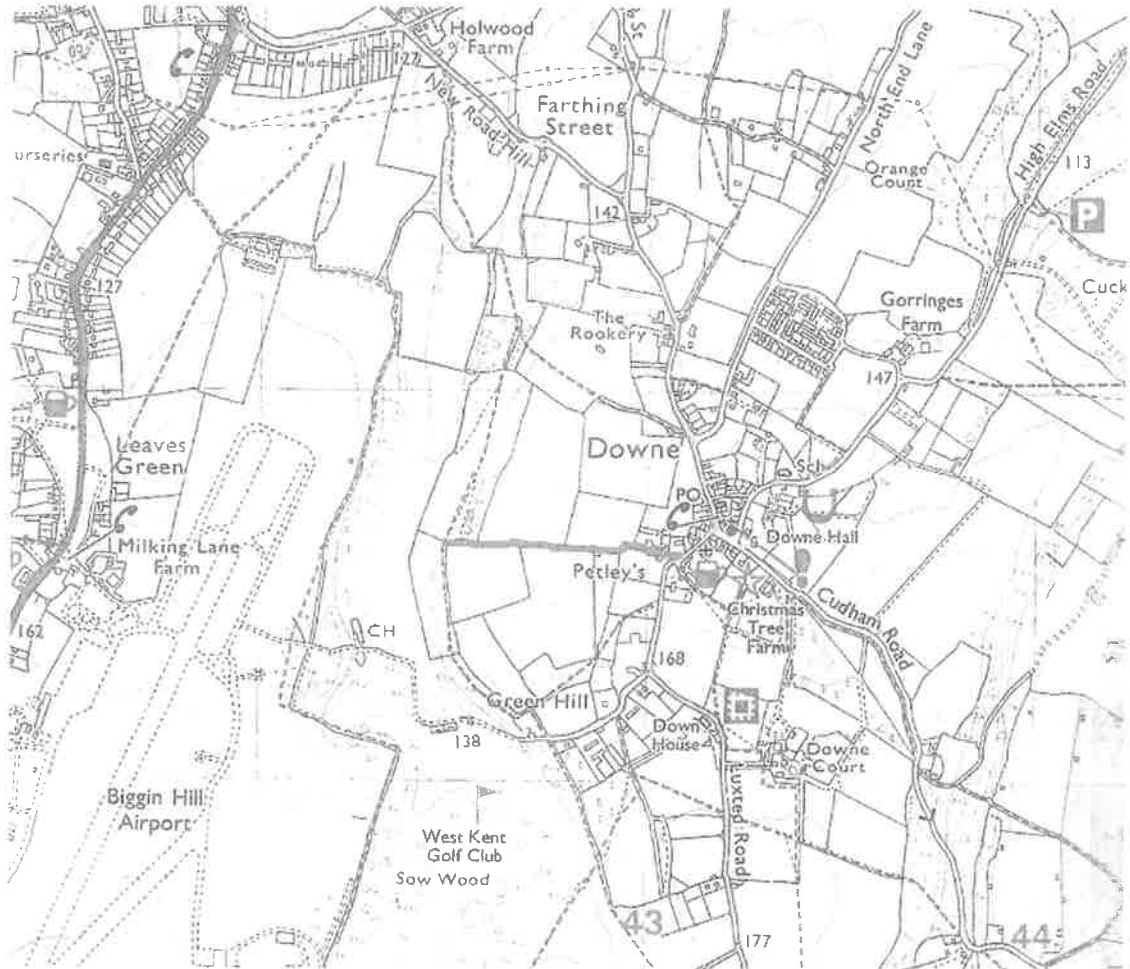 Holwood
Farm
127
New Road Hill
Farthing
Street
North End Lane
High Elms Road
Orange
Court
113
P
urseries
142
127
Cuck
Gorringes
Farm
The
Rookery
147
Leaves
Green
Downe
Scl
PO
Milking Lane
Farm
Downe Hall
Petley's
Christmas
Tree
Farm
Cudham Road
162
CH
168
Green Hill
138
Down
House
Downe
Court
Luxted Road
Biggin Hill
Airport
West Kent
Golf Club
Saw Wood
43
44
177